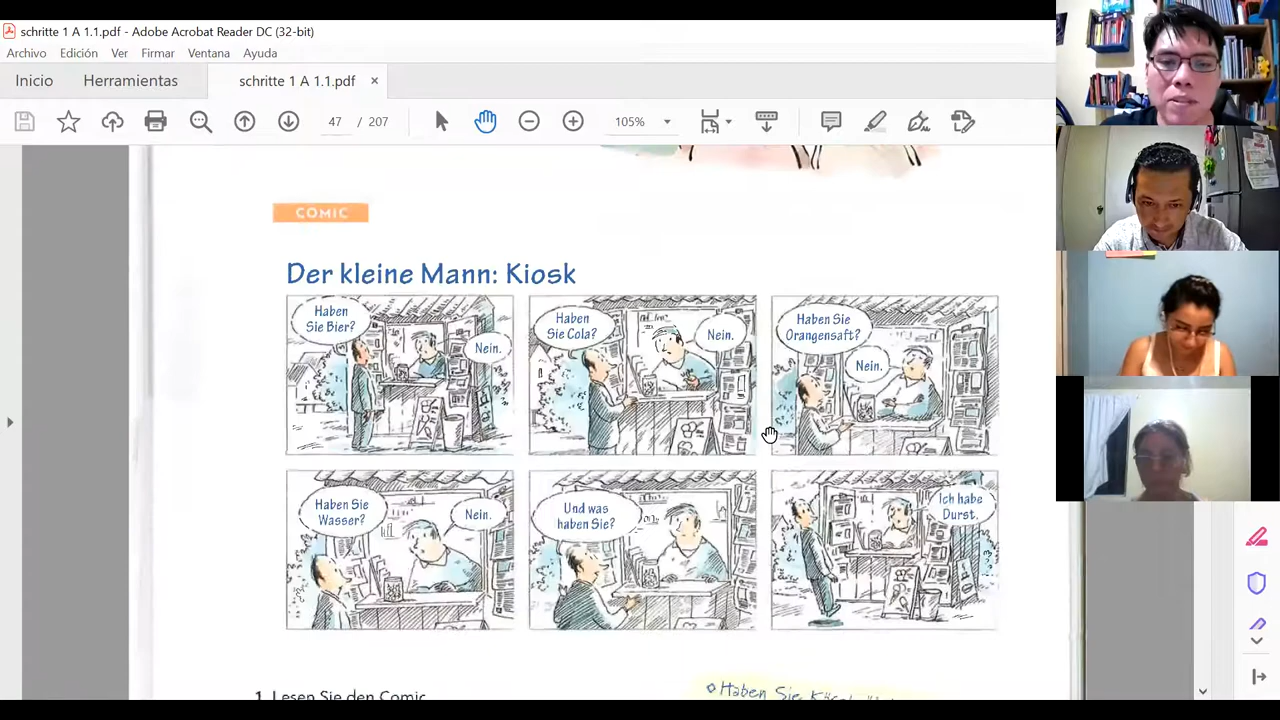 schritte 1 A 1.1.pdf - Adobe Acrobat Reader DC (32-bit)
Archivo Edición Ver Firmar Ventana Ayuda
Inicio Herramientas schritte 1 A 1.1.pdf ×
47 / 207 105%
COMIC
Der kleine Mann: Kiosk
Haben
Sie Bier?
Nein.
Haben
Sie Cola?
Nein.
Haben Sie
Orangensaft?
Nein.
Haben Sie
Wasser?
Nein.
Und was
haben Sie?
Ich habe
Durst.
1 Lesen Sie den Comic
Haben Sie